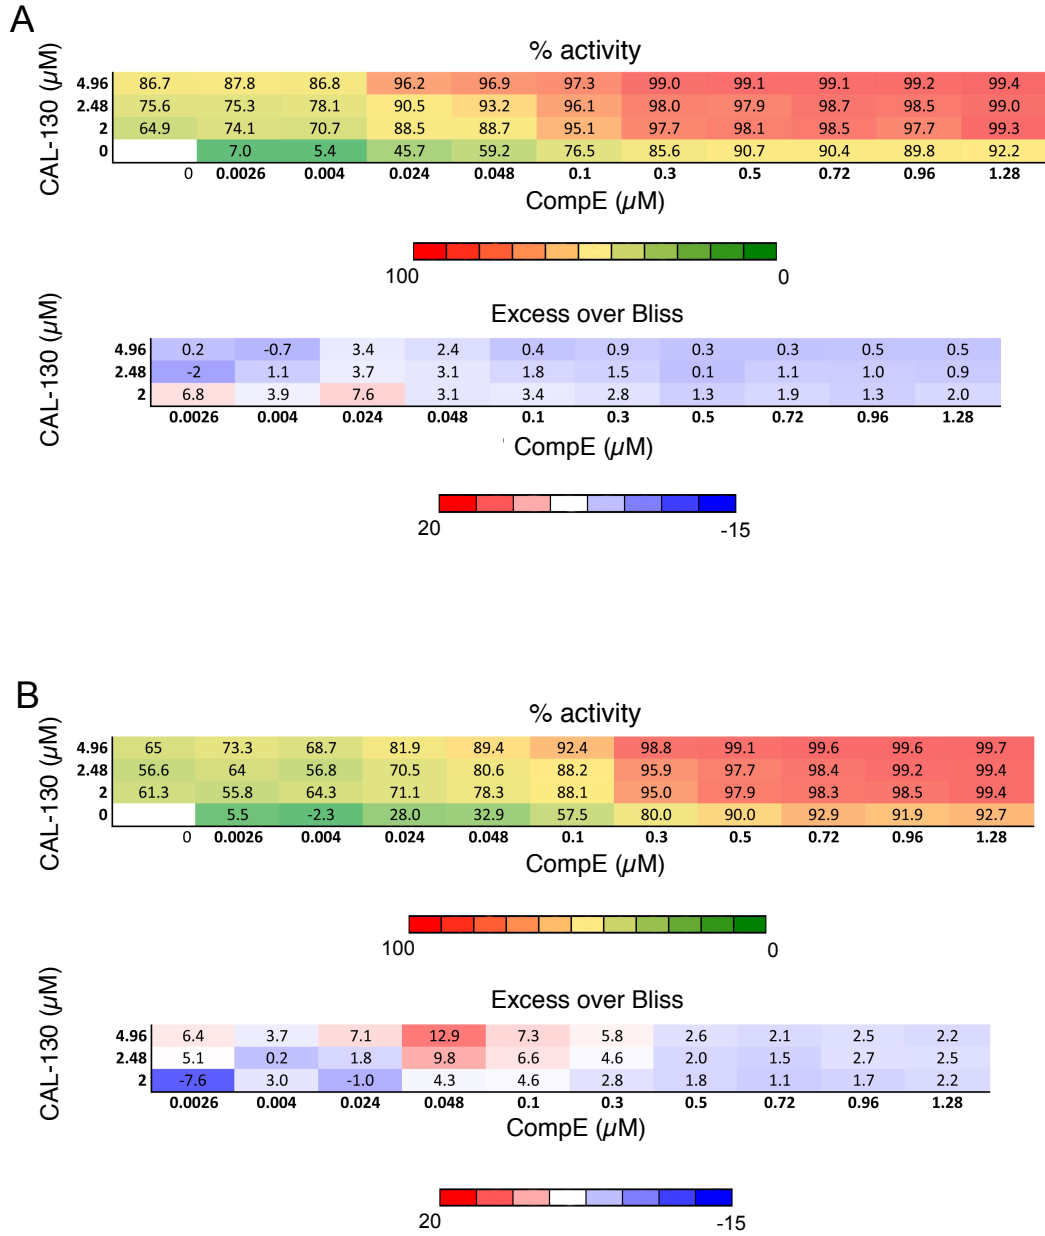 A
% activity
CAL-130 (µM)
4.96 86.7 87.8 86.8 96.2 96.9 97.3 99.0 99.1 99.1 99.2 99.4
2.48 75.6 75.3 78.1 90.5 93.2 96.1 98.0 97.9 98.7 98.5 99.0
2 64.9 74.1 70.7 88.5 88.7 95.1 97.7 98.1 98.5 97.7 99.3
0 7.0 5.4 45.7 59.2 76.5 85.6 90.7 90.4 89.8 92.2
0 0.0026 0.004 0.024 0.048 0.1 0.3 0.5 0.72 0.96 1.28
CompE (µM)
100 0
Excess over Bliss
CAL-130 (µM)
4.96 0.2 -0.7 3.4 2.4 0.4 0.9 0.3 0.3 0.5 0.5
2.48 -2 1.1 3.7 3.1 1.8 1.5 0.1 1.1 1.0 0.9
2 6.8 3.9 7.6 3.1 3.4 2.8 1.3 1.9 1.3 2.0
0.0026 0.004 0.024 0.048 0.1 0.3 0.5 0.72 0.96 1.28
CompE (µM)
20 -15
B
% activity
CAL-130 (µM)
4.96 65 73.3 68.7 81.9 89.4 92.4 98.8 99.1 99.6 99.6 99.7
2.48 56.6 64 56.8 70.5 80.6 88.2 95.9 97.7 98.4 99.2 99.4
2 61.3 55.8 64.3 71.1 78.3 88.1 95.0 97.9 98.3 98.5 99.4
0 5.5 -2.3 28.0 32.9 57.5 80.0 90.0 92.9 91.9 92.7
0 0.0026 0.004 0.024 0.048 0.1 0.3 0.5 0.72 0.96 1.28
CompE (µM)
100 0
Excess over Bliss
CAL-130 (µM)
4.96 6.4 3.7 7.1 12.9 7.3 5.8 2.6 2.1 2.5 2.2
2.48 5.1 0.2 1.8 9.8 6.6 4.6 2.0 1.5 2.7 2.5
2 -7.6 3.0 -1.0 4.3 4.6 2.8 1.8 1.1 1.7 2.2
0.0026 0.004 0.024 0.048 0.1 0.3 0.5 0.72 0.96 1.28
CompE (µM)
20 -15